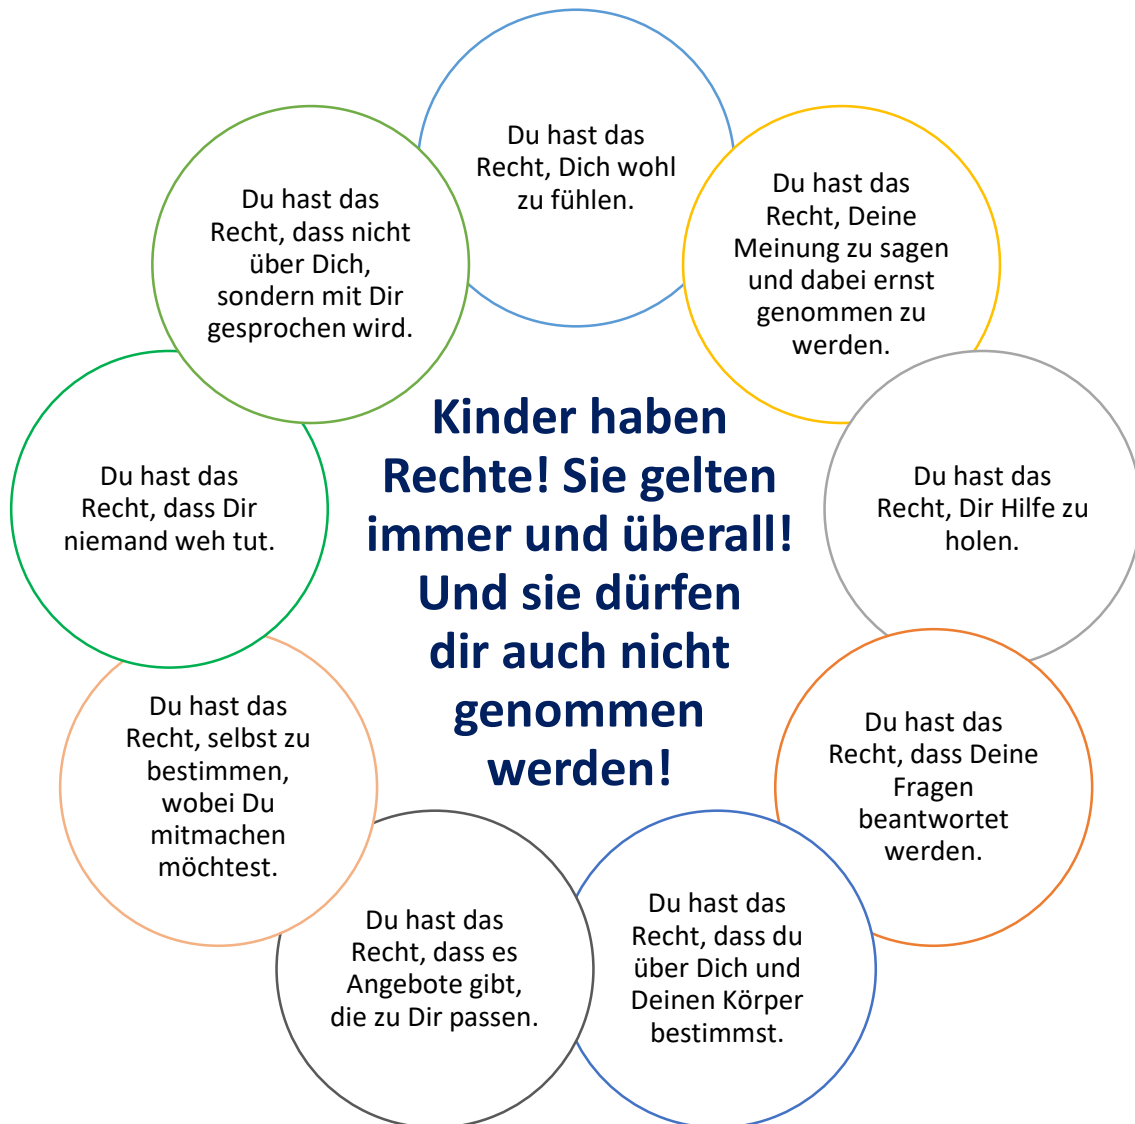 Du hast das
Recht, Dich wohl
zu fühlen.
Du hast das
Recht, Deine
Meinung zu sagen
und dabei ernst
genommen zu
werden.
Du hast das
Recht, Dir Hilfe zu
holen.
Du hast das
Recht, dass Deine
Fragen
beantwortet
werden.
Du hast das
Recht, dass du
über Dich und
Deinen Körper
bestimmst.
Du hast das
Recht, dass es
Angebote gibt,
die zu Dir passen.
Du hast das
Recht, selbst zu
bestimmen,
wobei Du
mitmachen
möchtest.
Du hast das
Recht, dass Dir
niemand weh tut.
Du hast das
Recht, dass nicht
über Dich,
sondern mit Dir
gesprochen wird.
Kinder haben
Rechte! Sie gelten
immer und überall!
Und sie dürfen
dir auch nicht
genommen
werden!